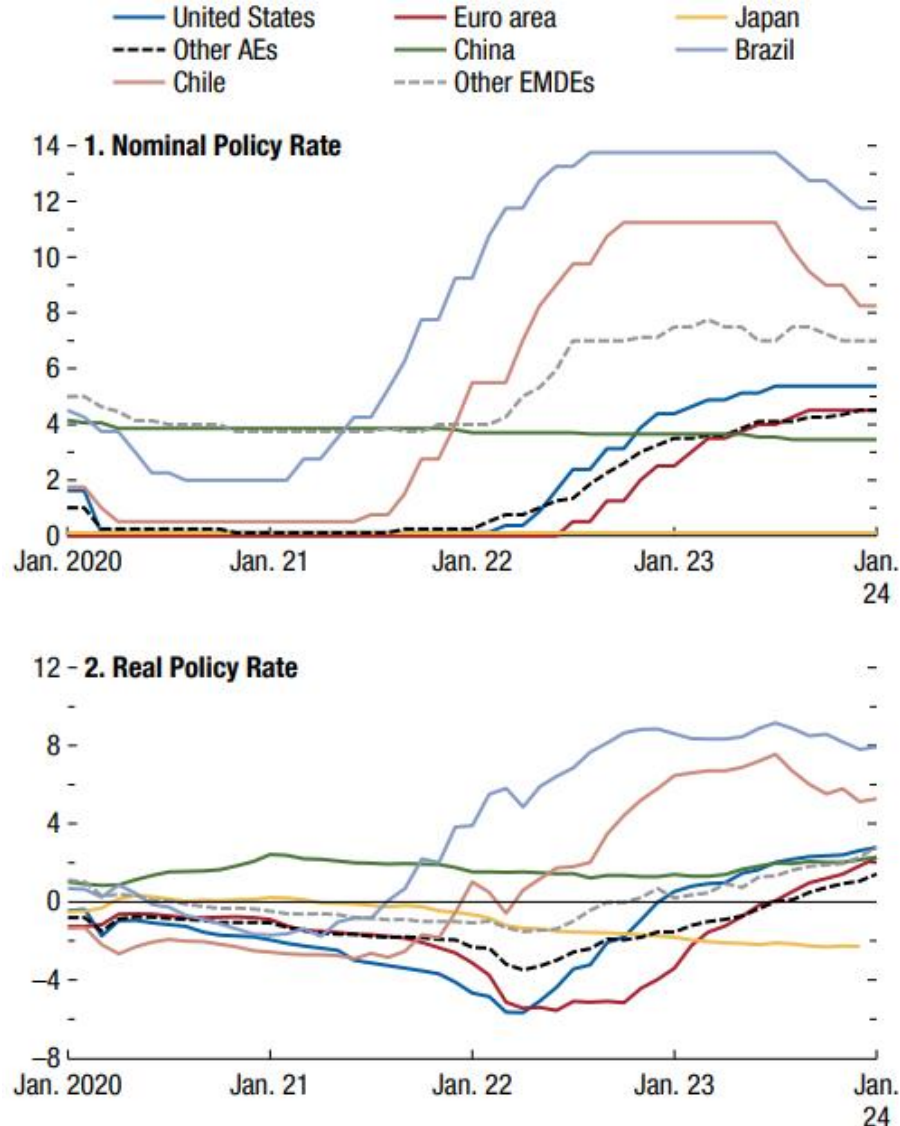 United States Euro area Japan
Other AEs China Brazil
Chile Other EMDEs
14 1. Nominal Policy Rate
12
10
8
6
4
2
0
Jan. 2020 Jan. 21 Jan. 22 Jan. 23 Jan.
24
12 2. Real Policy Rate
8
4
0
–4
–8
Jan. 2020 Jan. 21 Jan. 22 Jan. 23 Jan.
24